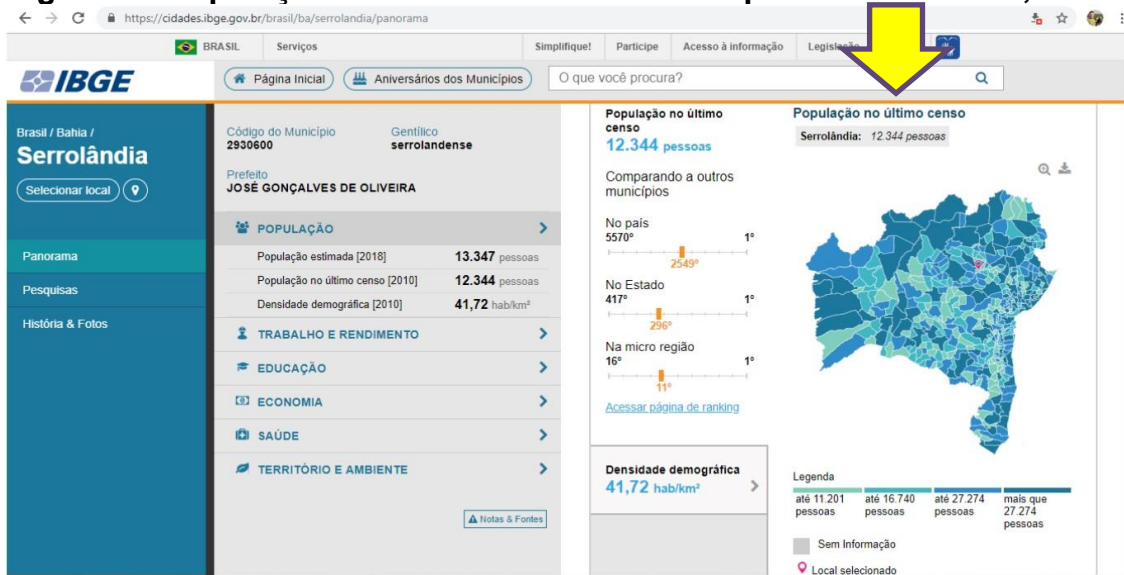 https://cidades.ibge.gov.br/brasil/ba/serrolandia/panorama
BRASIL Serviços Simplifique! Participe Acesso à informação Legislação
IBGE
Página Inicial
Aniversários dos Municípios
O que você procura?
Brasil / Bahia /
Serrolândia
Selecionar local
Panorama
Pesquisas
História & Fotos
Código do Município Gentílico
2930600 serrolandense
Prefeito
JOSÉ GONÇALVES DE OLIVEIRA
POPULAÇÃO
População estimada [2018] 13.347 pessoas
População no último censo [2010] 12.344 pessoas
Densidade demográfica [2010] 41,72 hab/km²
TRABALHO E RENDIMENTO
EDUCAÇÃO
ECONOMIA
SAÚDE
TERRITÓRIO E AMBIENTE
Notas & Fontes
População no último
censo
12.344 pessoas
Comparando a outros
municípios
No país
5570º 1º
2549º
No Estado
417º 1º
296º
Na micro região
16º 1º
11º
Acessar página de ranking
Densidade demográfica
41,72 hab/km²
População no último censo
Serrolândia: 12.344 pessoas
Legenda
até 11.201 até 16.740 até 27.274 mais que
pessoas pessoas pessoas 27.274
pessoas
Sem Informação
Local selecionado